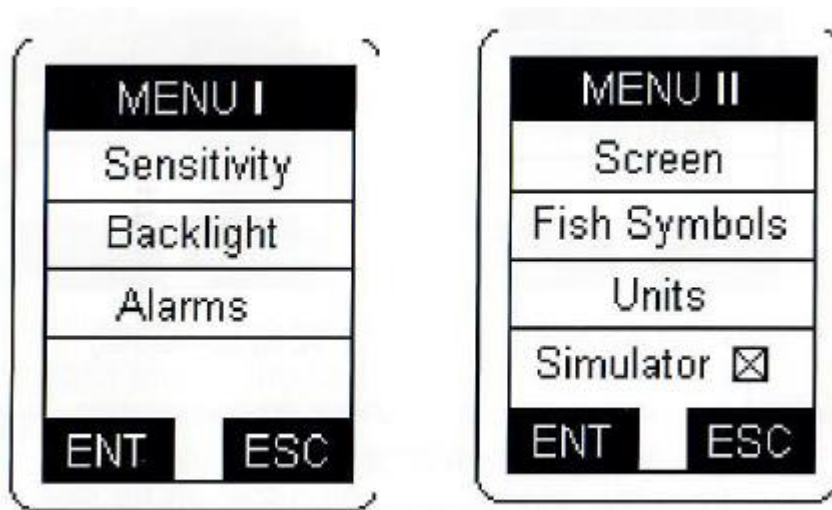 MENU I
Sensitivity
Backlight
Alarms
ENT ESC
MENU II
Screen
Fish Symbols
Units
Simulator ☒
ENT ESC